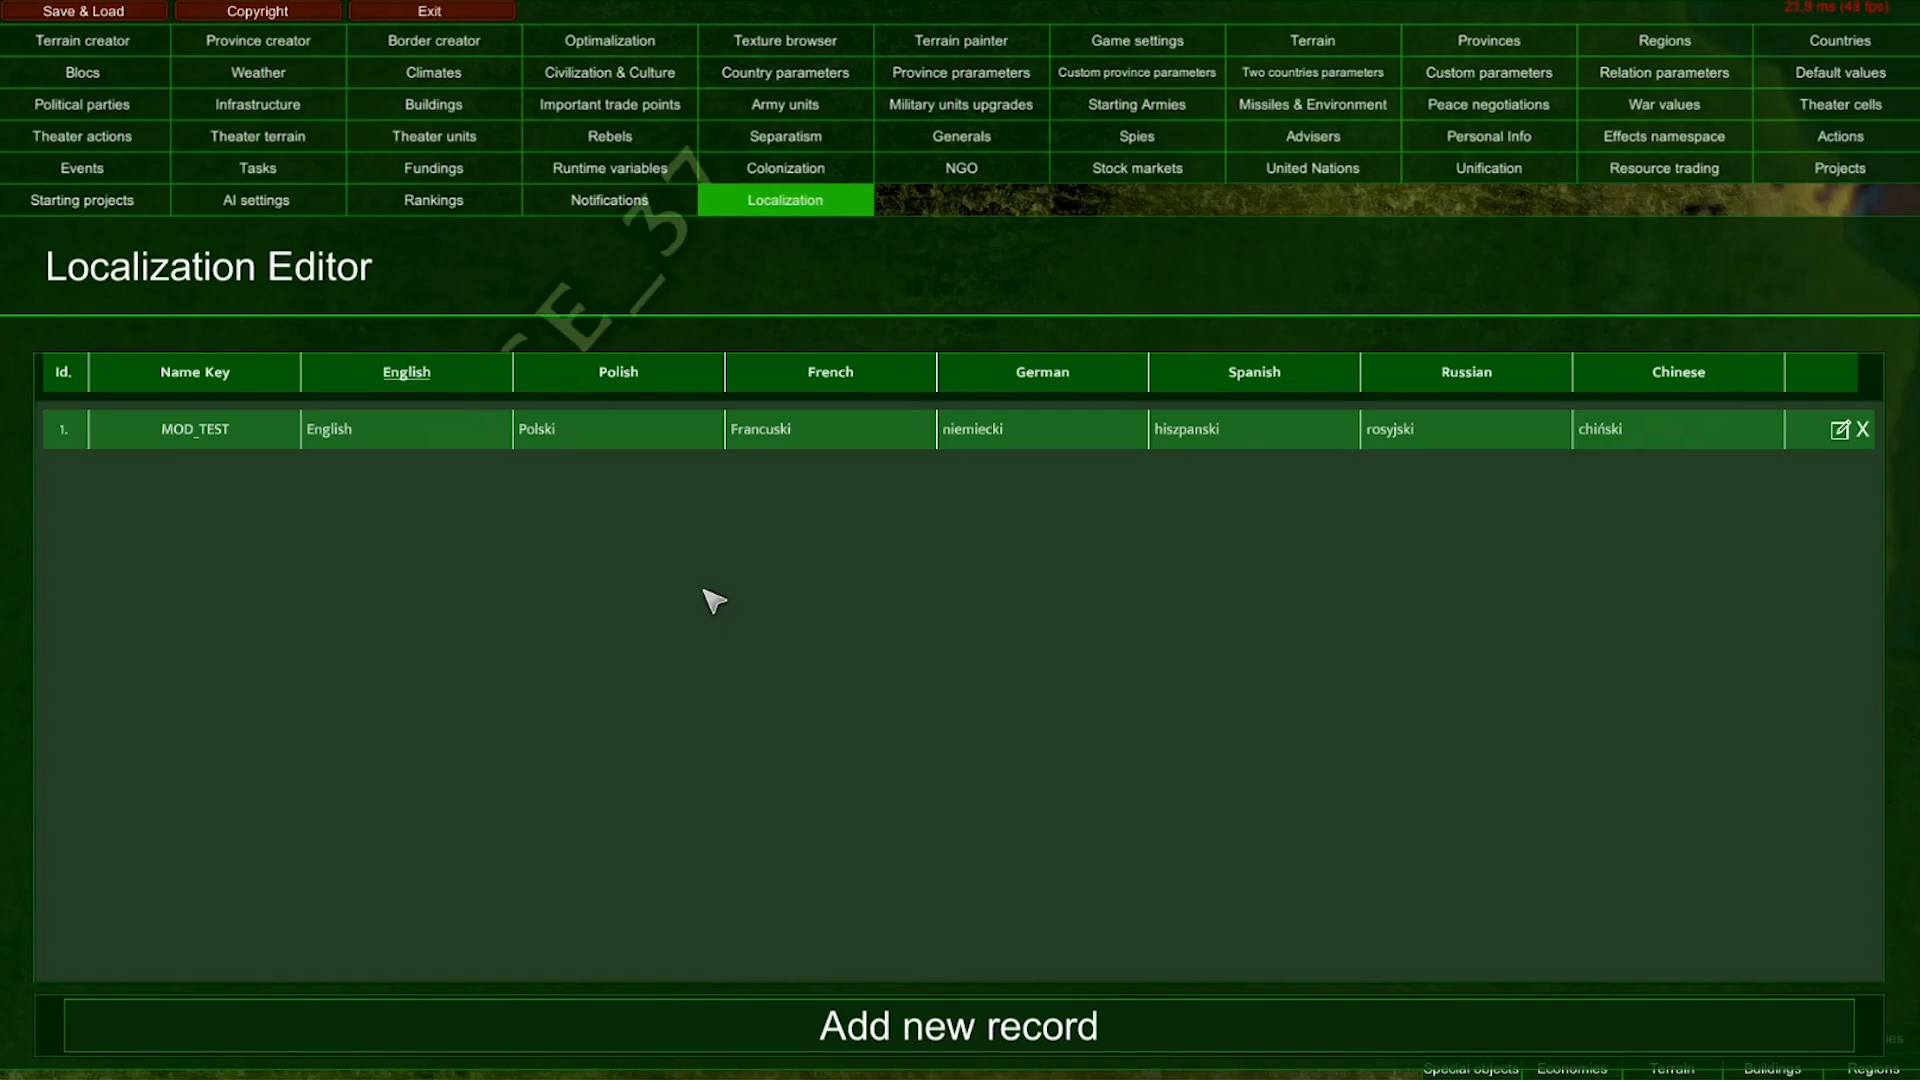 Save & Load Copyright Exit 21,9 ms (43 fps)
Terrain creator Province creator Border creator Optimalization Texture browser Terrain painter Game settings Terrain Provinces Regions Countries
Blocs Weather Climates Civilization & Culture Country parameters Province prarameters Custom province parameters Two countries parameters Custom parameters Relation parameters Default values
Political parties Infrastructure Buildings Important trade points Army units Military units upgrades Starting Armies Missiles & Environment Peace negotiations War values Theater cells
Theater actions Theater terrain Theater units Rebels Separatism Generals Spies Advisers Personal Info Effects namespace Actions
Events Tasks Fundings Runtime variables Colonization NGO Stock markets United Nations Unification Resource trading Projects
Starting projects AI settings Rankings Notifications Localization
Localization Editor
Id. Name Key English Polish French German Spanish Russian Chinese
1. MOD_TEST English Polski Francuski niemiecki hiszpanski rosyjski chiński X
Add new record
Special objects Economies Terrain Buildings Regions